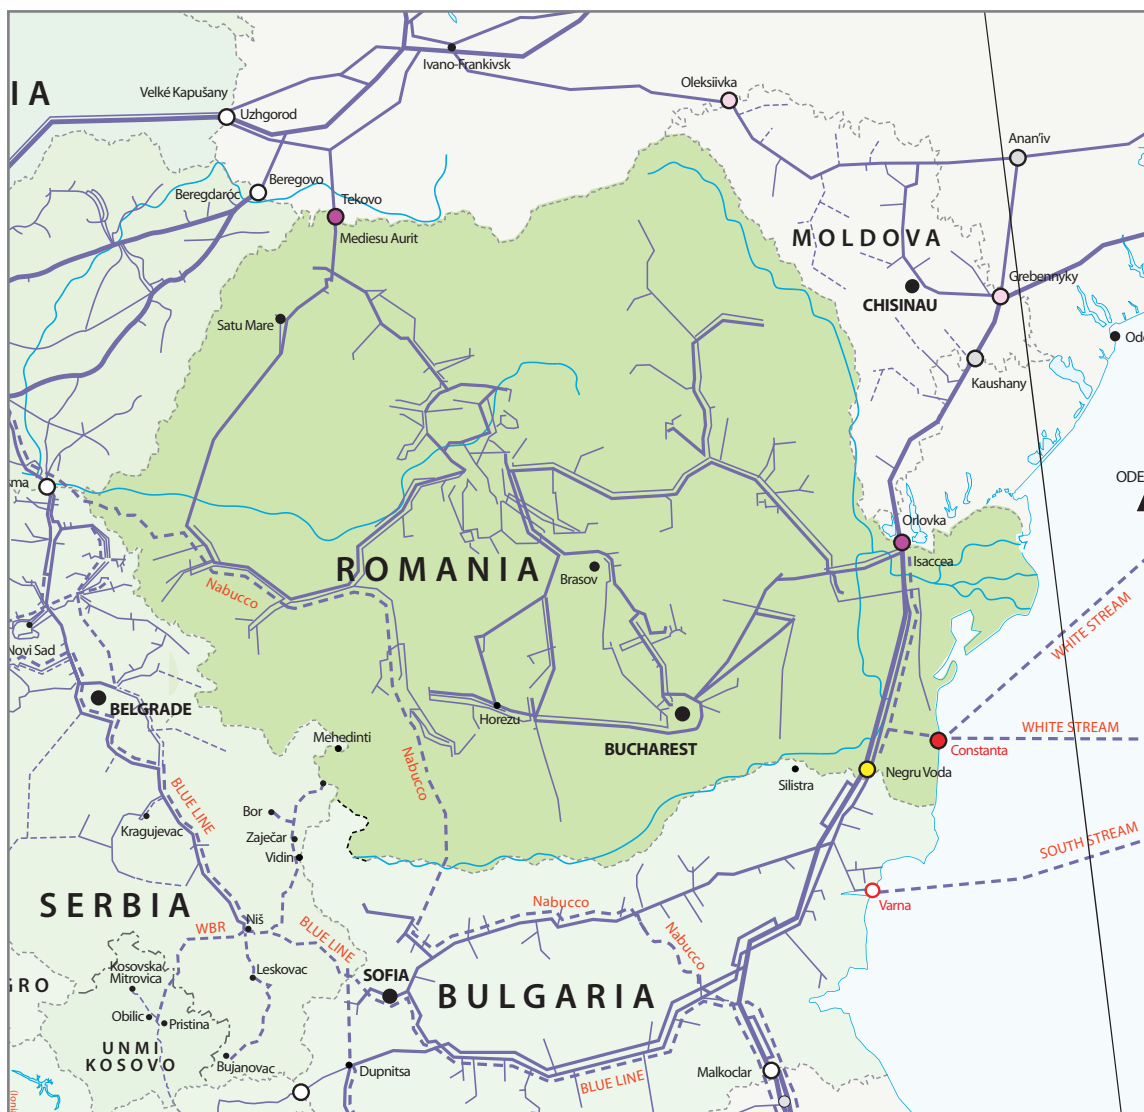 Ivano-Frankivsk
Oleksiivka
IA
Velké Kapušany
Uzhgorod
Anan'iv
Beregdaróc
Beregovo
Tekovo
Mediesu Aurit
MOLDOVA
Grebennyky
CHISINAU
Satu Mare
Ode
Kaushany
sma
ODE
Orlovka
Isaccea
ROMANIA
Brasov
Nabucco
WHITE STREAM
Novi Sad
BELGRADE
Horezu
Mehedinti
BUCHAREST
Constanta
WHITE STREAM
Nabucco
Negru Voda
Silistra
BLUE LINE
Bor
Kragujevac
Zaječar
Vidin
SOUTH STREAM
SERBIA
Nabucco
Varna
WBR
Niš
BLUE LINE
Nabucco
Kosovska
Mitrovica
Leskovac
SOFIA
GRO
BULGARIA
Obilic
Pristina
UNMI
KOSOVO
Bujanovac
Dupnitsa
BLUE LINE
Malkoclar